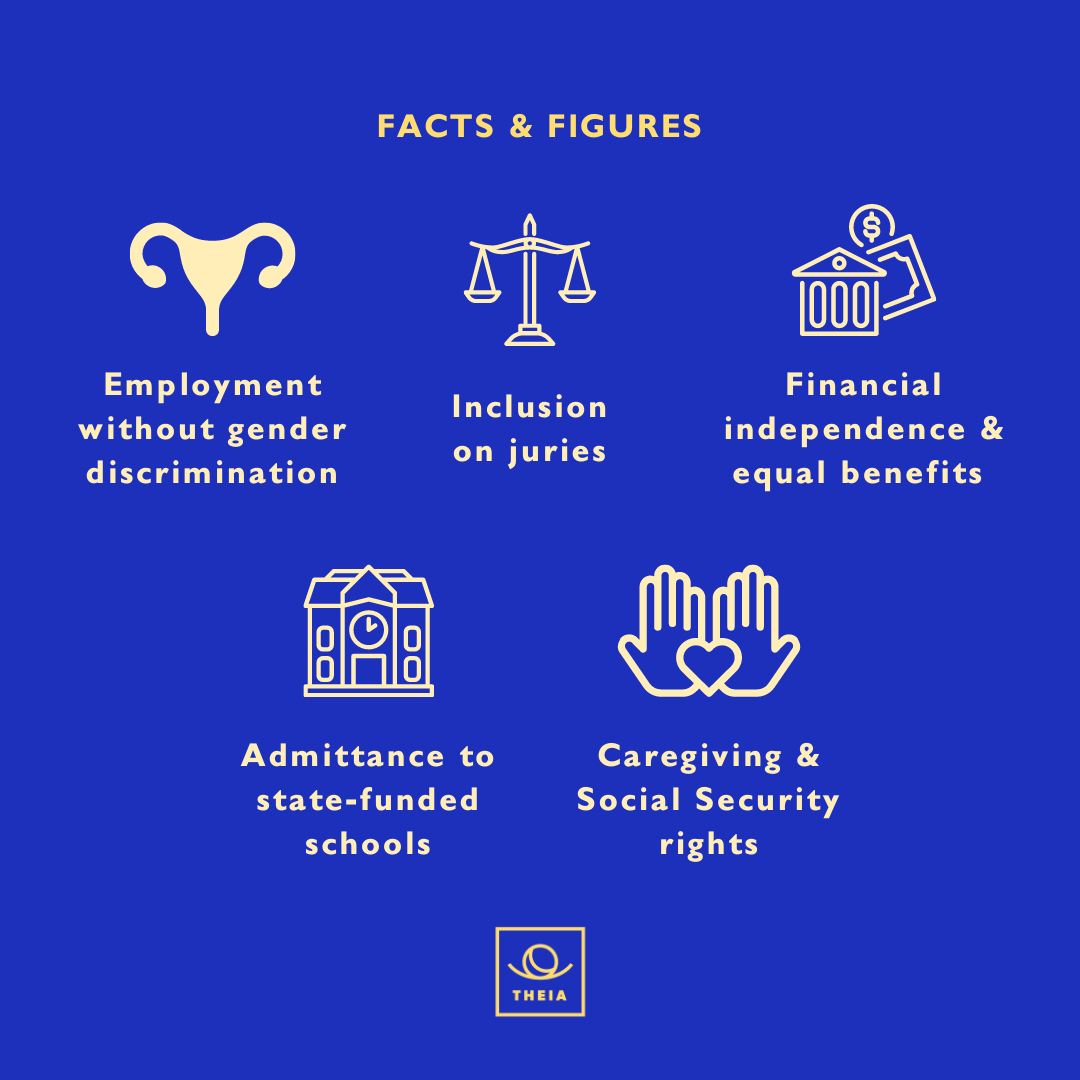 FACTS & FIGURES
Employment
without gender
discrimination
Inclusion
on juries
Financial
independence &
equal benefits
Admittance to
state-funded
schools
Caregiving &
Social Security
rights
THEIA